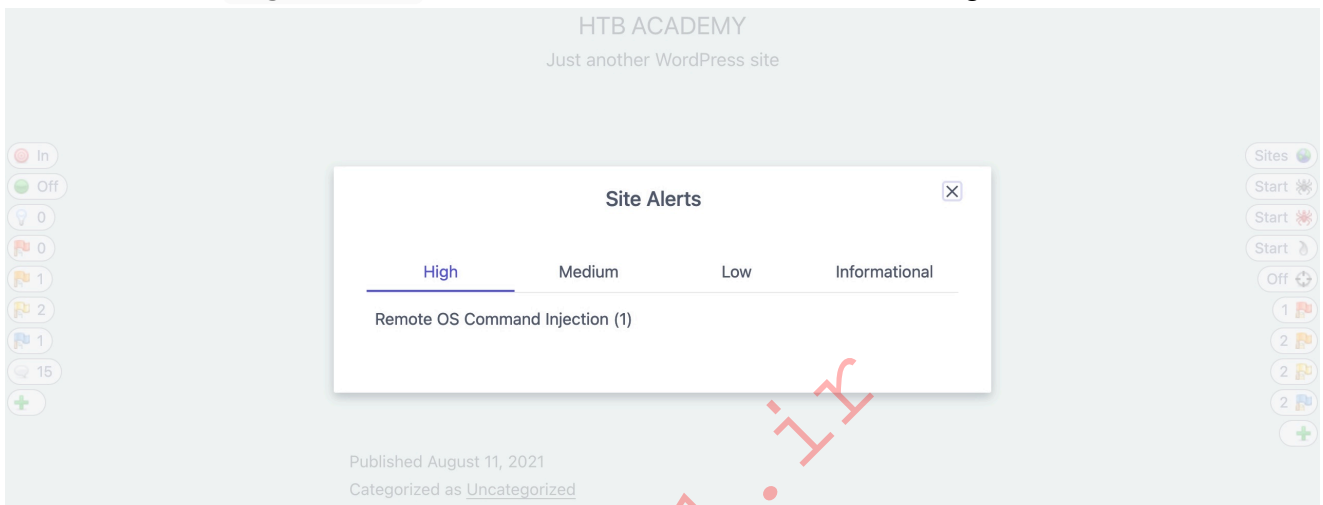 HTB ACADEMY
Just another WordPress site
In
Off
0
0
1
2
1
15
Sites
Start
Start
Start
Off
1
2
2
2
Site Alerts
High Medium Low Informational
Remote OS Command Injection (1)
Published August 11, 2021
Categorized as Uncategorized
.ir